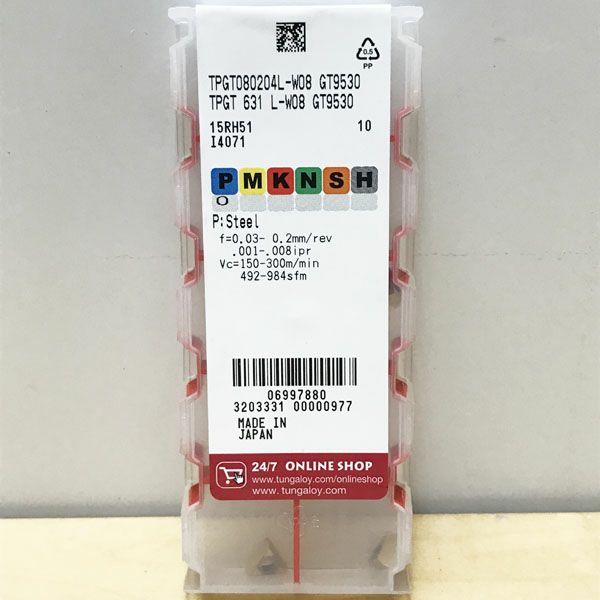 0.5
PP
TPGT080204L-W08 GT9530
TPGT 631 L-W08 GT9530
15RH51 10
I4071
P M K N S H
O
P:Steel
f=0.03- 0.2mm/rev
.001-.008ipr
Vc=150-300m/min
492-984sfm
06997880
3203331 00000977
MADE IN
JAPAN
24/7 ONLINE SHOP
www.tungaloy.com/onlineshop
www.tungaloy.com